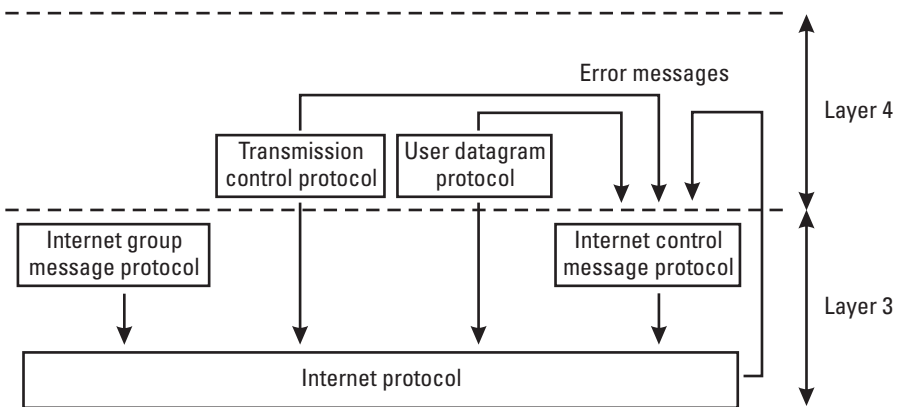 Error messages
Layer 4
Transmission
control protocol
User datagram
protocol
Internet group
message protocol
Internet control
message protocol
Layer 3
Internet protocol